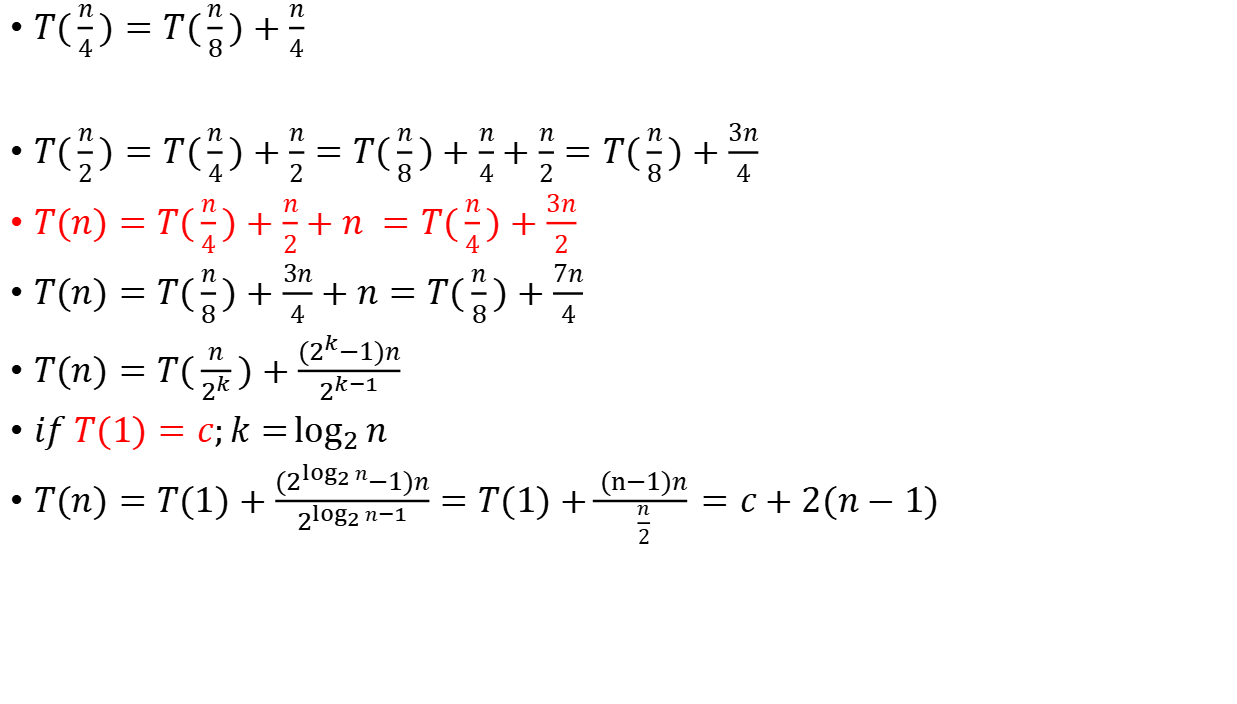 • T(n/4) = T(n/8) + n/4
• T(n/2) = T(n/4) + n/2 = T(n/8) + n/4 + n/2 = T(n/8) + 3n/4
• T(n) = T(n/4) + n/2 + n = T(n/4) + 3n/2
• T(n) = T(n/8) + 3n/4 + n = T(n/8) + 7n/4
• T(n) = T(n/2^k) + (2^k−1)n/2^(k−1)
• if T(1) = c; k = log₂ n
• T(n) = T(1) + (2^(log₂ n)−1)n/2^(log₂ n−1) = T(1) + (n−1)n/(n/2) = c + 2(n − 1)